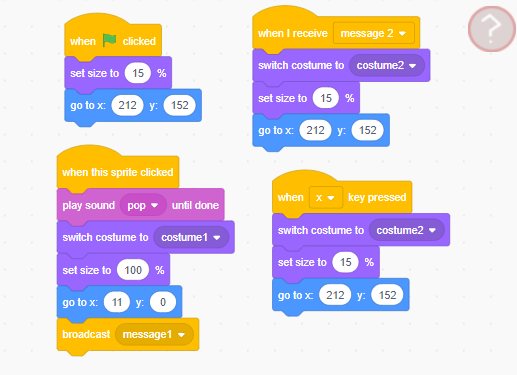 when clicked
set size to 15 %
go to x: 212 y: 152
when I receive message 2
switch costume to costume2
set size to 15 %
go to x: 212 y: 152
when this sprite clicked
play sound pop until done
switch costume to costume1
set size to 100 %
go to x: 11 y: 0
broadcast message1
when x key pressed
switch costume to costume2
set size to 15 %
go to x: 212 y: 152
?